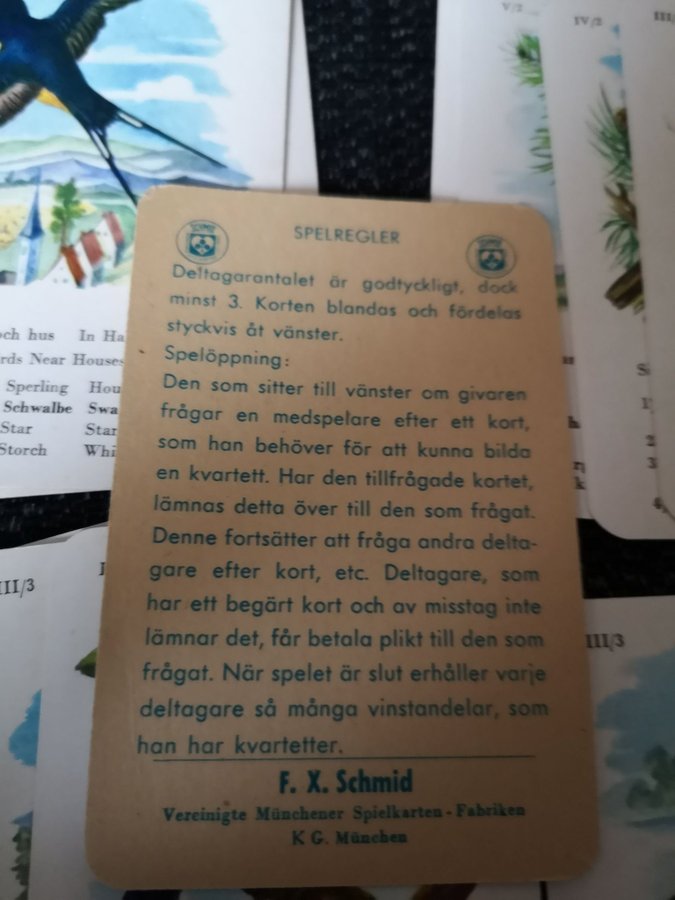 V/2
IV/2
III
SPELREGLER
Deltagarantalet är godtyckligt, dock
minst 3. Korten blandas och fördelas
styckvis åt vänster.
Spelöppning:
Den som sitter till vänster om givaren
frågar en medspelare efter ett kort,
som han behöver för att kunna bilda
en kvartett. Har den tillfrågade kortet,
lämnas detta över till den som frågat.
Denne fortsätter att fråga andra delta-
gare efter kort, etc. Deltagare, som
har ett begärt kort och av misstag inte
lämnar det, får betala plikt till den som
frågat. När spelet är slut erhåller varje
deltagare så många vinstandelar, som
han har kvartetter.
F. X. Schmid
Vereinigte Münchener Spielkarten-Fabriken
K G. München
och hus In Ha
rds Near Houses
Sperling Hou
Schwalbe Swa
Star Star
Storch Whi
III/3
III/3